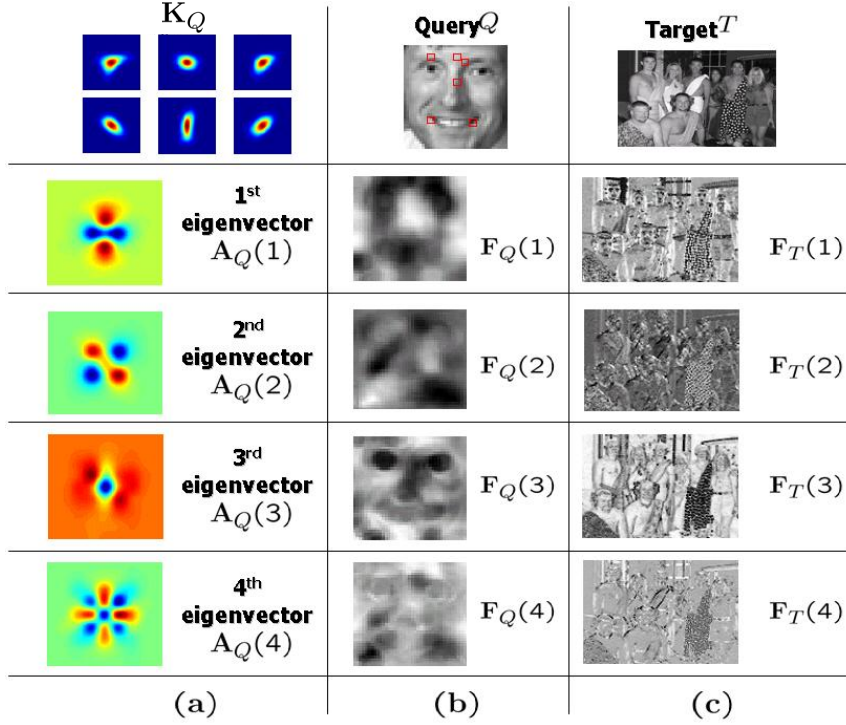 K_Q
Query Q
Target T
1st
eigenvector
A_Q(1)
F_Q(1)
F_T(1)
2nd
eigenvector
A_Q(2)
F_Q(2)
F_T(2)
3rd
eigenvector
A_Q(3)
F_Q(3)
F_T(3)
4th
eigenvector
A_Q(4)
F_Q(4)
F_T(4)
(a)
(b)
(c)